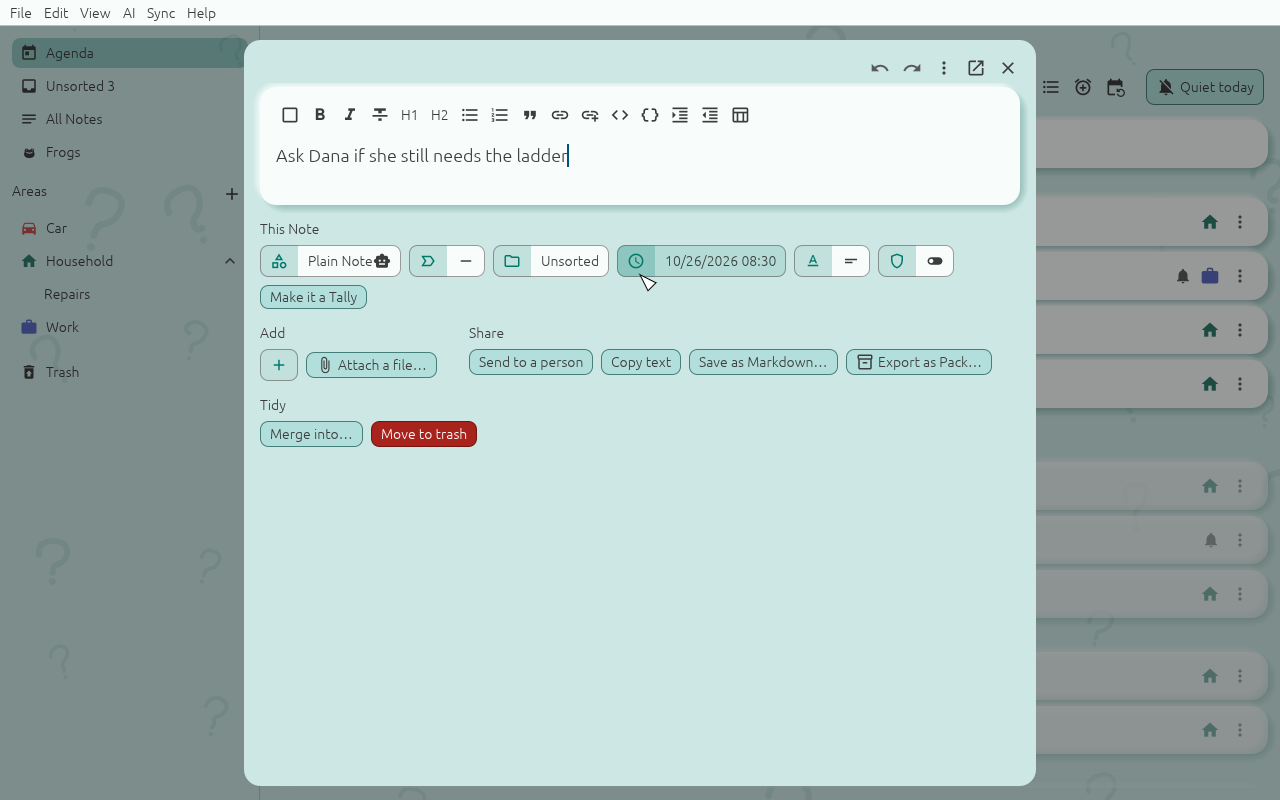 File Edit View AI Sync Help
Agenda
Unsorted 3
All Notes
Frogs
Areas
Car
Household
Repairs
Work
Trash
Quiet today
H1 H2
Ask Dana if she still needs the ladder
This Note
Plain Note
Unsorted
10/26/2026 08:30
Make it a Tally
Add
Attach a file...
Share
Send to a person
Copy text
Save as Markdown...
Export as Pack...
Tidy
Merge into...
Move to trash